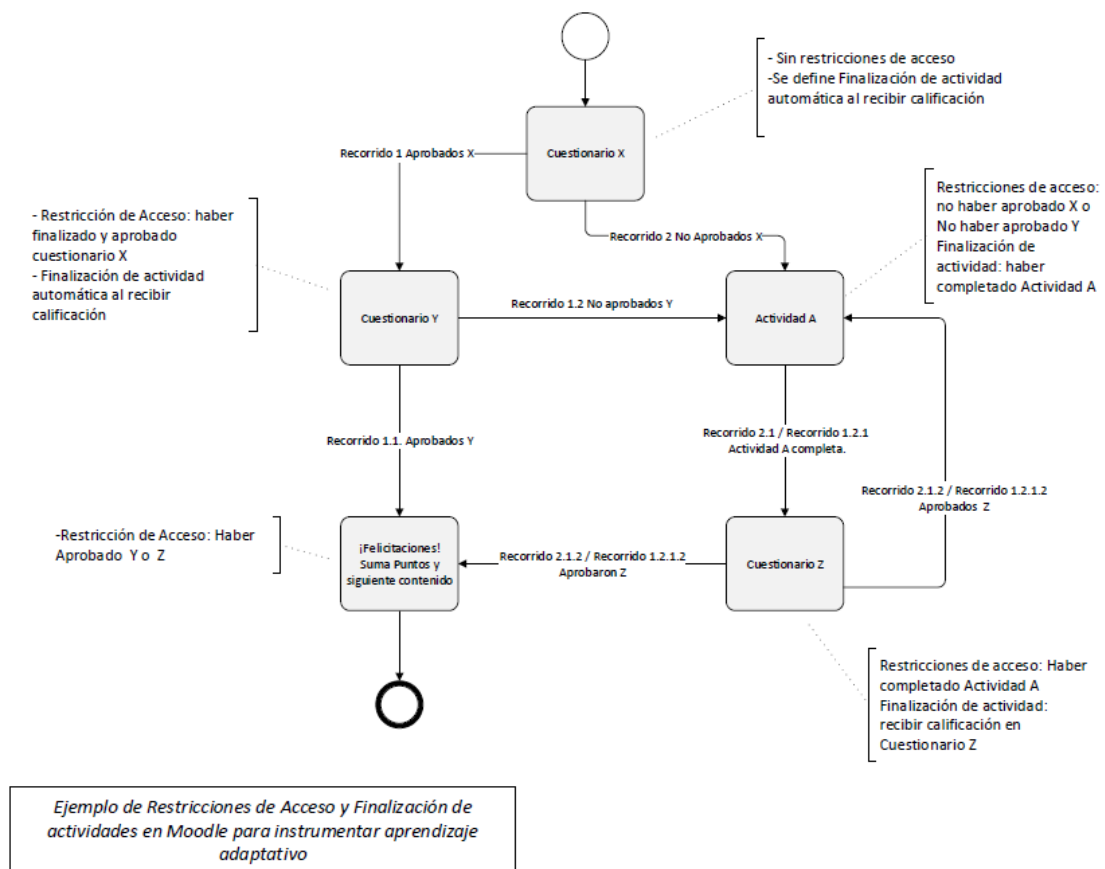 - Sin restricciones de acceso
-Se define Finalización de actividad
automática al recibir calificación
Cuestionario X
Recorrido 1 Aprobados X
Restricciones de acceso:
no haber aprobado X o
No haber aprobado Y
Finalización de
actividad: haber
completado Actividad A
- Restricción de Acceso: haber
finalizado y aprobado
cuestionario X
- Finalización de actividad
automática al recibir
calificación
Recorrido 2 No Aprobados X
Cuestionario Y
Recorrido 1.2 No aprobados Y
Actividad A
Recorrido 1.1. Aprobados Y
Recorrido 2.1 / Recorrido 1.2.1
Actividad A completa.
Recorrido 2.1.2 / Recorrido 1.2.1.2
Aprobados Z
-Restricción de Acceso: Haber
Aprobado Y o Z
¡Felicitaciones!
Suma Puntos y
siguiente contenido
Recorrido 2.1.2 / Recorrido 1.2.1.2
Aprobaron Z
Cuestionario Z
Restricciones de acceso: Haber
completado Actividad A
Finalización de actividad:
recibir calificación en
Cuestionario Z
Ejemplo de Restricciones de Acceso y Finalización de
actividades en Moodle para instrumentar aprendizaje
adaptativo